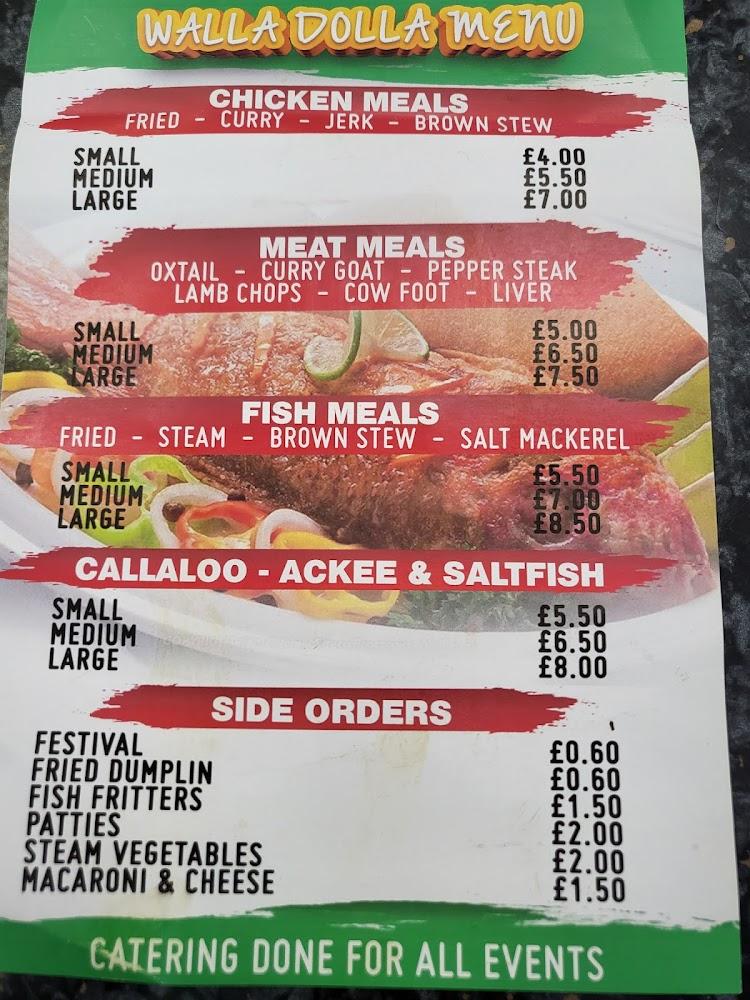 WALLA DOLLA MENU
CHICKEN MEALS
FRIED - CURRY - JERK - BROWN STEW
SMALL £4.00
MEDIUM £5.50
LARGE £7.00
MEAT MEALS
OXTAIL - CURRY GOAT - PEPPER STEAK
LAMB CHOPS - COW FOOT - LIVER
SMALL £5.00
MEDIUM £6.50
LARGE £7.50
FISH MEALS
FRIED - STEAM - BROWN STEW - SALT MACKEREL
SMALL £5.50
MEDIUM £7.00
LARGE £8.50
CALLALOO - ACKEE & SALTFISH
SMALL £5.50
MEDIUM £6.50
LARGE £8.00
SIDE ORDERS
FESTIVAL £0.60
FRIED DUMPLIN £0.60
FISH FRITTERS £1.50
PATTIES £2.00
STEAM VEGETABLES £2.00
MACARONI & CHEESE £1.50
CATERING DONE FOR ALL EVENTS